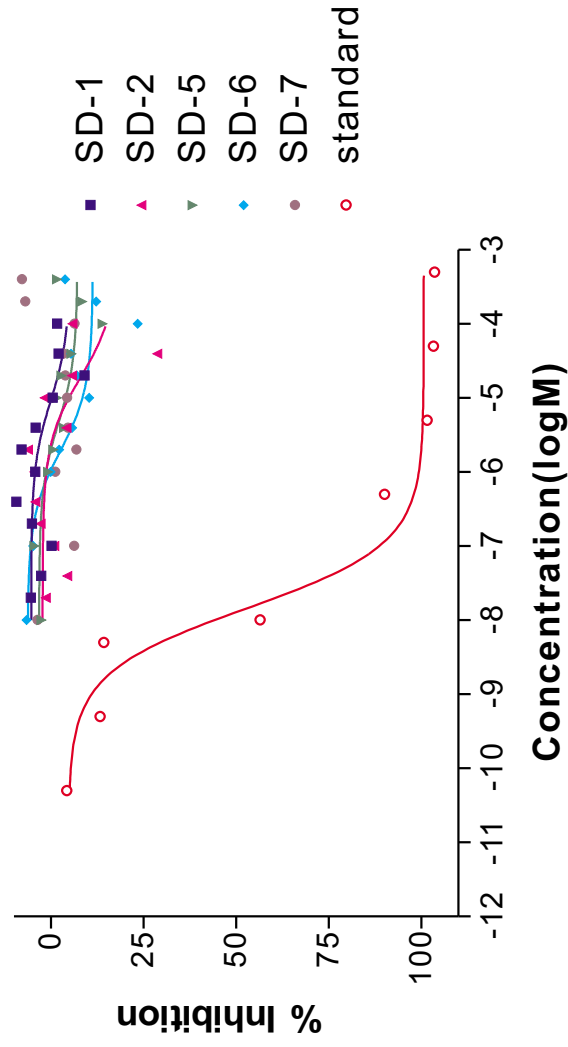 % Inhibition
0
25
50
75
100
-12
-11
-10
-9
-8
-7
-6
-5
-4
-3
Concentration(logM)
SD-1
SD-2
SD-5
SD-6
SD-7
standard